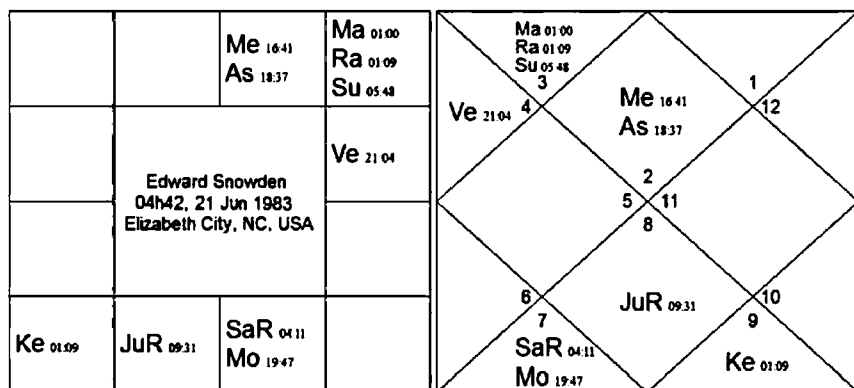 Me 16:41
As 18:37
Ma 01:00
Ra 01:09
Su 05:48
Ve 21:04
Edward Snowden
04h42, 21 Jun 1983
Elizabeth City, NC, USA
Ke 01:09
JuR 09:31
SaR 04:11
Mo 19:47
Ma 01:00
Ra 01:09
Su 05:48
3
Ve 21:04
4
Me 16:41
As 18:37
1
12
2
5
11
8
6
7
JuR 09:31
10
9
SaR 04:11
Mo 19:47
Ke 01:09